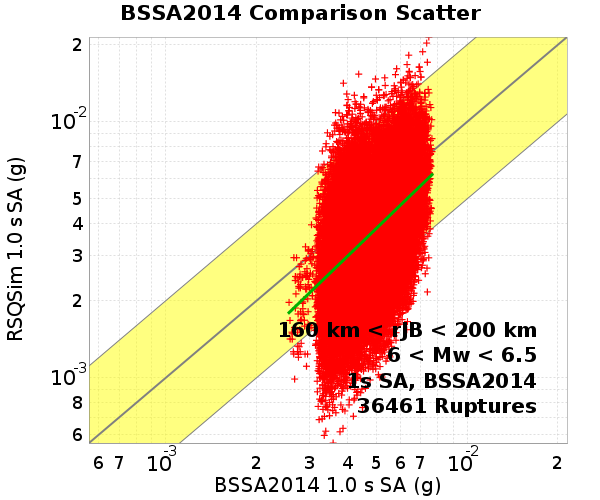 BSSA2014 Comparison Scatter
RSQSim 1.0 s SA (g)
2
10-2
7
5
4
3
2
10-3
8
6
160 km < rJB < 200 km
6 < Mw < 6.5
1s SA, BSSA2014
36461 Ruptures
6 7 10-3 2 3 4 5 6 7 10-2 2
BSSA2014 1.0 s SA (g)